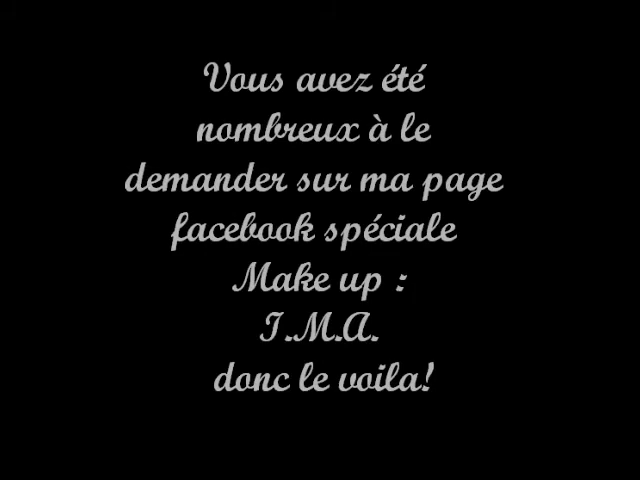 Vous avez été
nombreux à le
demander sur ma page
facebook spéciale
Make up :
I.M.A.
donc le voila!